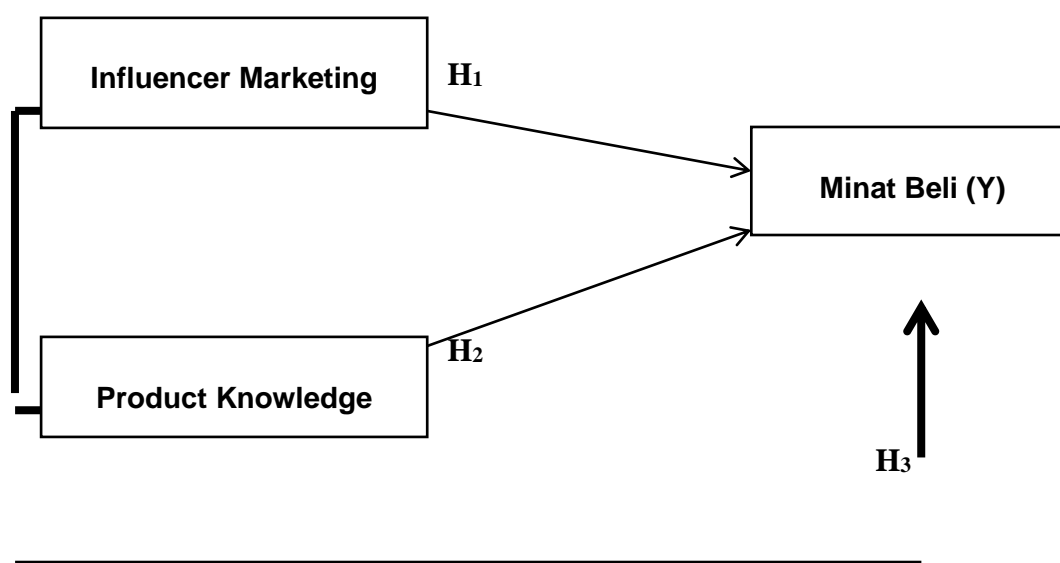 Influencer Marketing
H1
Minat Beli (Y)
H2
Product Knowledge
H3